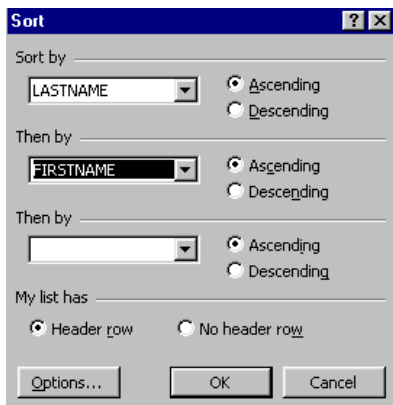 Sort
Sort by
LASTNAME
Ascending
Descending
Then by
FIRSTNAME
Ascending
Descending
Then by
Ascending
Descending
My list has
Header row
No header row
Options...
OK
Cancel